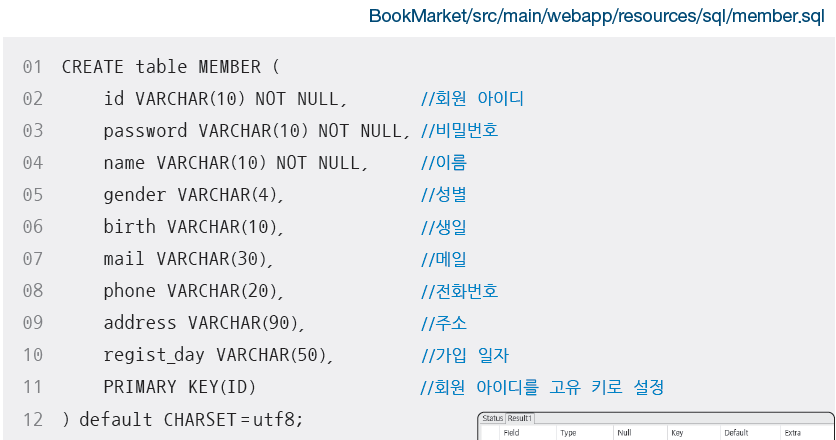 BookMarket/src/main/webapp/resources/sql/member.sql
01 CREATE table MEMBER (
02 id VARCHAR(10) NOT NULL, //회원 아이디
03 password VARCHAR(10) NOT NULL, //비밀번호
04 name VARCHAR(10) NOT NULL, //이름
05 gender VARCHAR(4), //성별
06 birth VARCHAR(10), //생일
07 mail VARCHAR(30), //메일
08 phone VARCHAR(20), //전화번호
09 address VARCHAR(90), //주소
10 regist_day VARCHAR(50), //가입 일자
11 PRIMARY KEY(ID) //회원 아이디를 고유 키로 설정
12 ) default CHARSET=utf8;
Status Result1
Field Type Null Key Default Extra